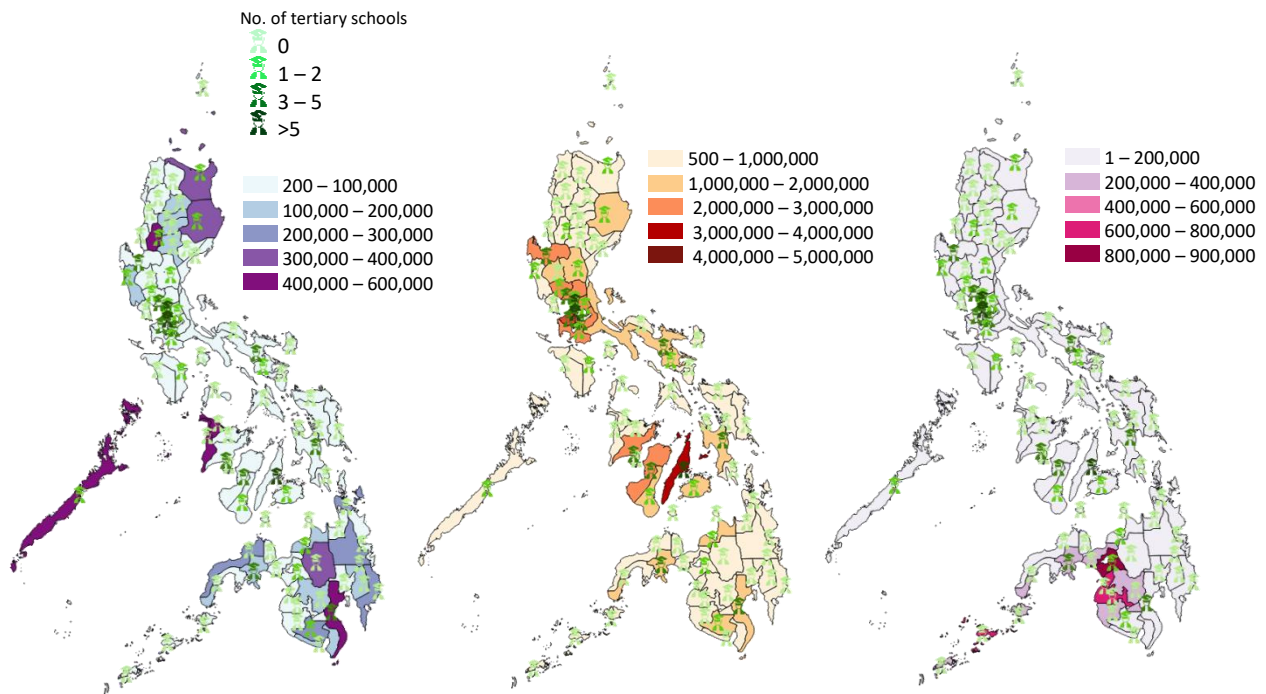 No. of tertiary schools
0
1 – 2
3 – 5
>5
200 – 100,000
100,000 – 200,000
200,000 – 300,000
300,000 – 400,000
400,000 – 600,000
500 – 1,000,000
1,000,000 – 2,000,000
2,000,000 – 3,000,000
3,000,000 – 4,000,000
4,000,000 – 5,000,000
1 – 200,000
200,000 – 400,000
400,000 – 600,000
600,000 – 800,000
800,000 – 900,000